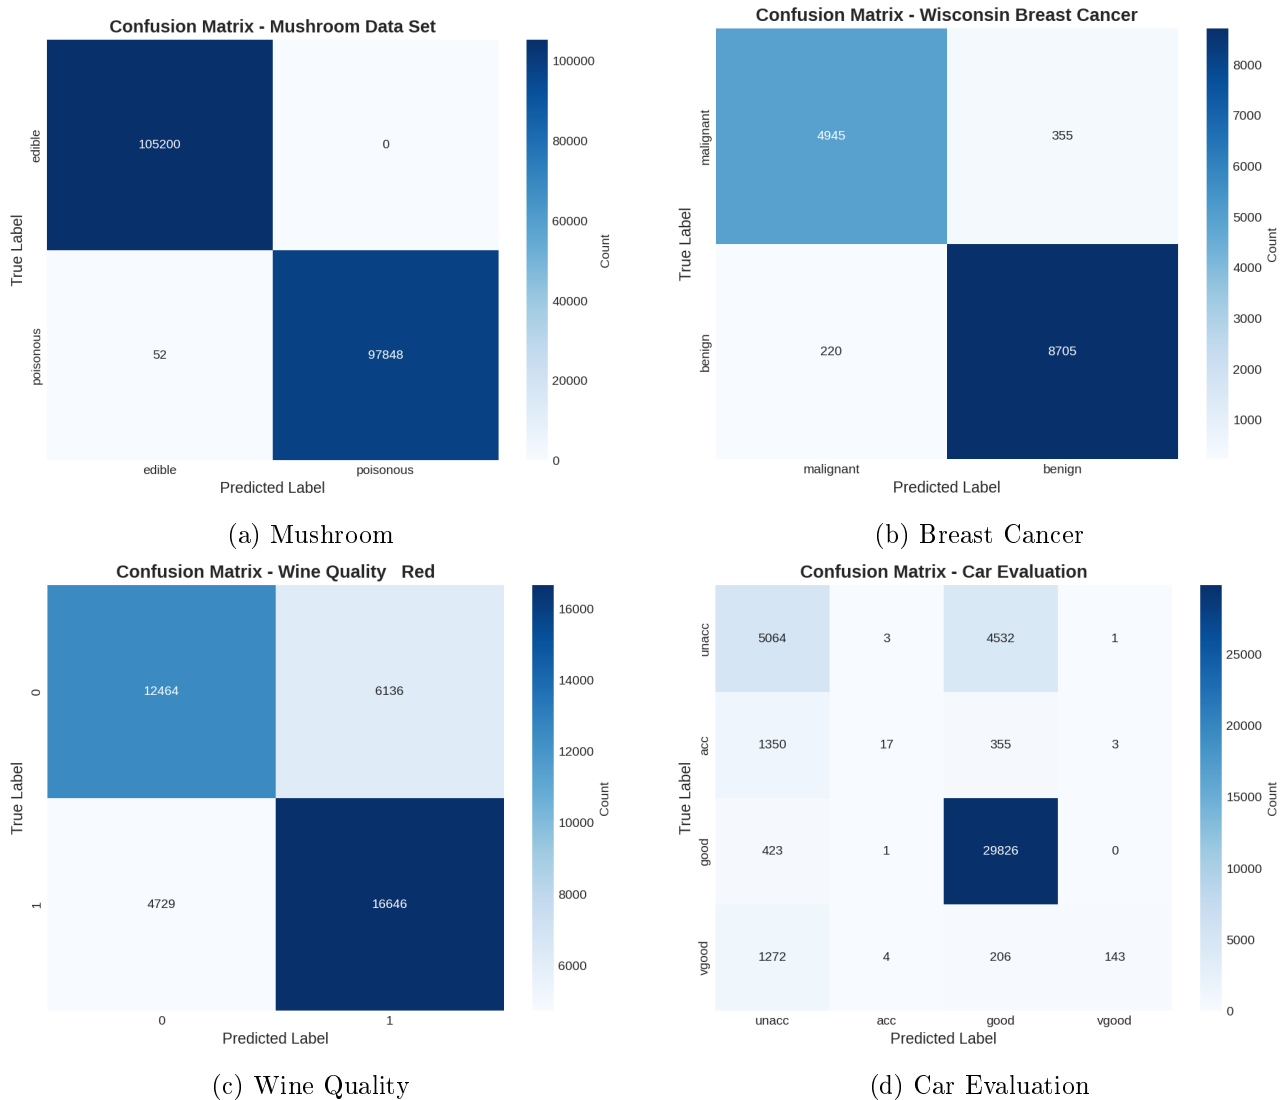 Confusion Matrix - Mushroom Data Set
True Label
edible
poisonous
105200 0
52 97848
edible poisonous
Predicted Label
100000
80000
60000
40000
20000
0
Count
(a) Mushroom
Confusion Matrix - Wisconsin Breast Cancer
True Label
malignant
benign
4945 355
220 8705
malignant benign
Predicted Label
8000
7000
6000
5000
4000
3000
2000
1000
Count
(b) Breast Cancer
Confusion Matrix - Wine Quality Red
True Label
0
1
12464 6136
4729 16646
0 1
Predicted Label
16000
14000
12000
10000
8000
6000
Count
(c) Wine Quality
Confusion Matrix - Car Evaluation
True Label
unacc
acc
good
vgood
5064 3 4532 1
1350 17 355 3
423 1 29826 0
1272 4 206 143
unacc acc good vgood
Predicted Label
25000
20000
15000
10000
5000
0
Count
(d) Car Evaluation